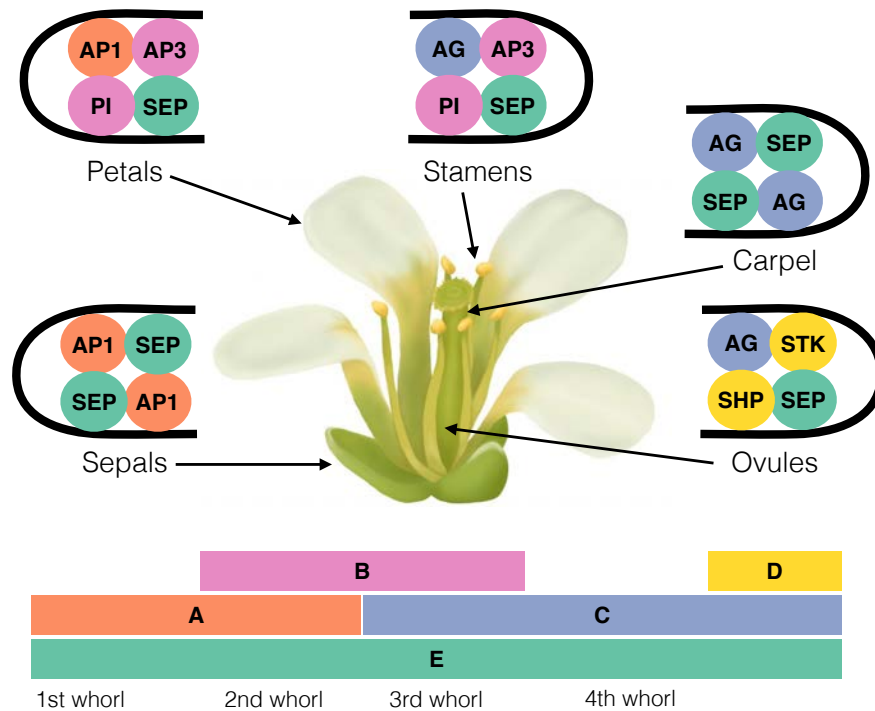 AP1 AP3
PI SEP
Petals
AG AP3
PI SEP
Stamens
AG SEP
SEP AG
Carpel
AP1 SEP
SEP AP1
Sepals
AG STK
SHP SEP
Ovules
B D
A C
E
1st whorl 2nd whorl 3rd whorl 4th whorl